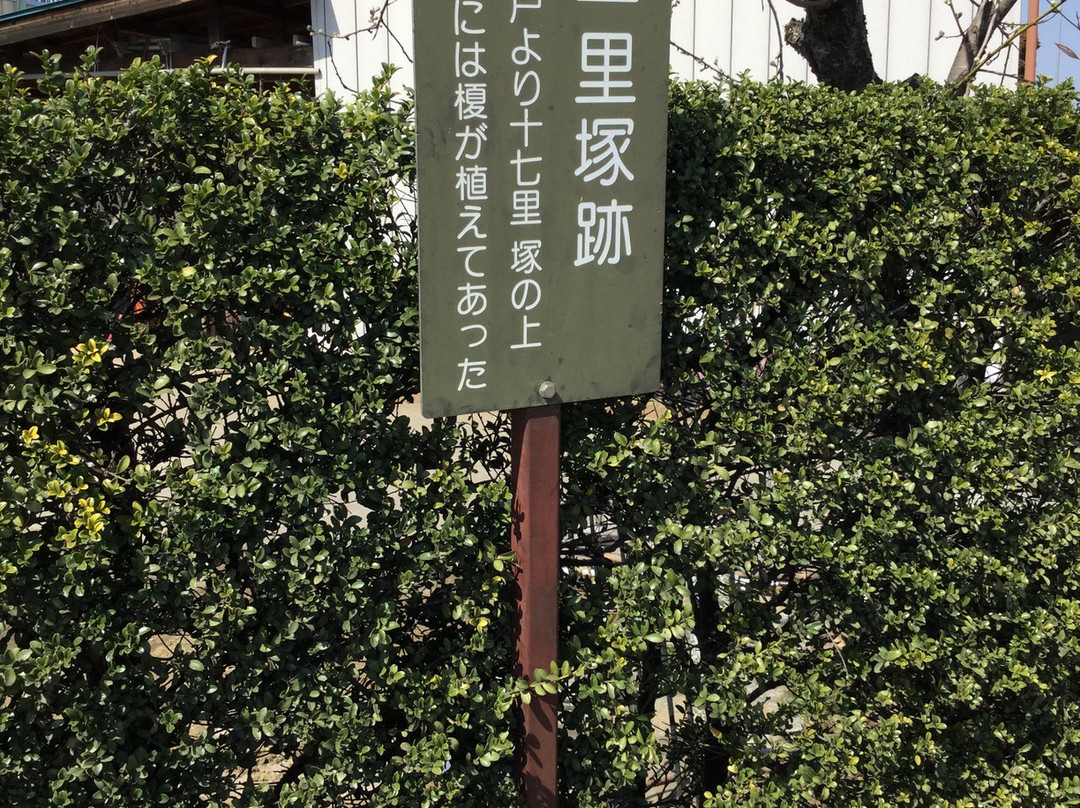 里塚跡
戸より十七里 塚の上
には榎が植えてあった